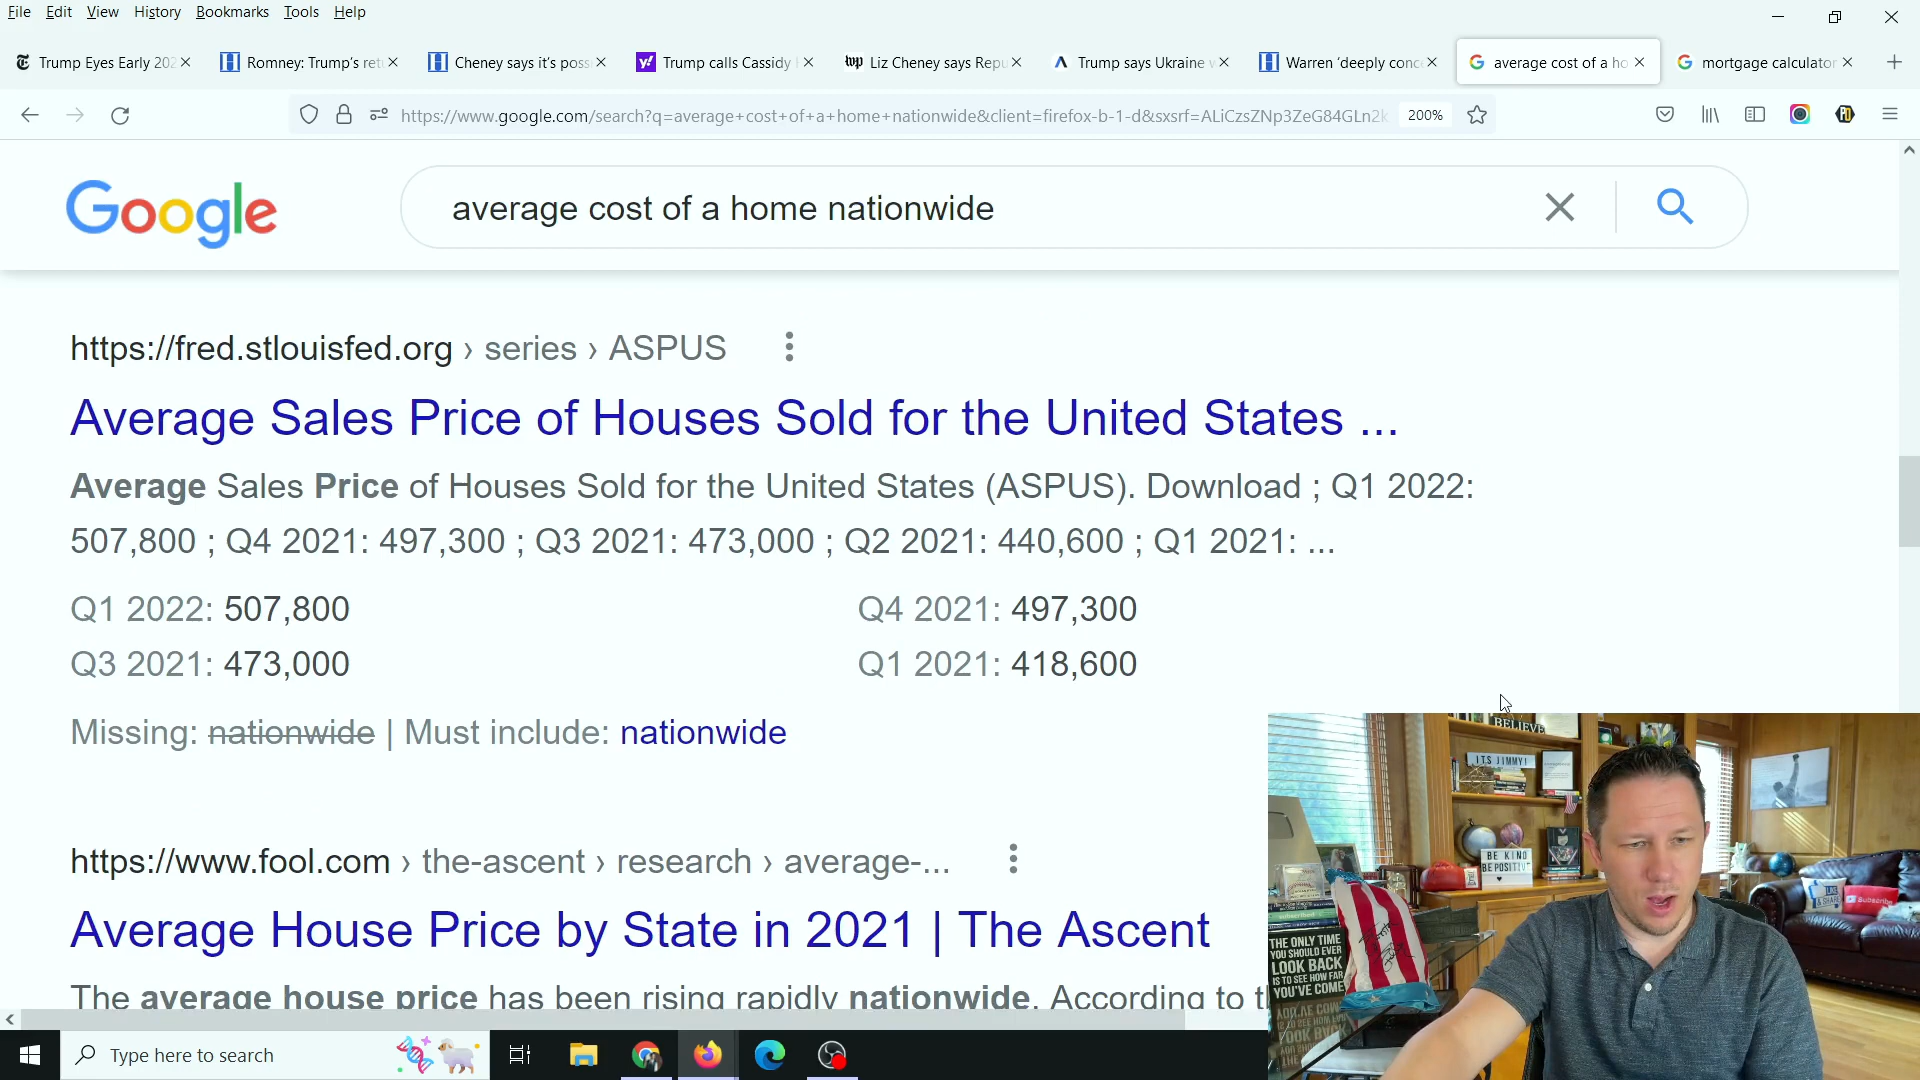 File Edit View History Bookmarks Tools Help
Trump Eyes Early 202
Romney: Trump's ret
Cheney says it's poss
Trump calls Cassidy
Liz Cheney says Repu
Trump says Ukraine w
Warren 'deeply conc
average cost of a ho
mortgage calculator
https://www.google.com/search?q=average+cost+of+a+home+nationwide&client=firefox-b-1-d&sxsrf=ALiCzsZNp3ZeG84GLn2k
200%
Google
average cost of a home nationwide
https://fred.stlouisfed.org › series › ASPUS
Average Sales Price of Houses Sold for the United States ...
Average Sales Price of Houses Sold for the United States (ASPUS). Download ; Q1 2022:
507,800 ; Q4 2021: 497,300 ; Q3 2021: 473,000 ; Q2 2021: 440,600 ; Q1 2021: ...
Q1 2022: 507,800 Q4 2021: 497,300
Q3 2021: 473,000 Q1 2021: 418,600
Missing: nationwide | Must include: nationwide
https://www.fool.com › the-ascent › research › average-...
Average House Price by State in 2021 | The Ascent
The average house price has been rising rapidly nationwide. According to t
Type here to search
BELIEVE
ITS JIMMY!
BE KIND
BE POSITIV
Subscribe
THE ONLY TIME
YOU SHOULD EVER
LOOK BACK
IS TO SEE HOW FAR
YOU'VE COME